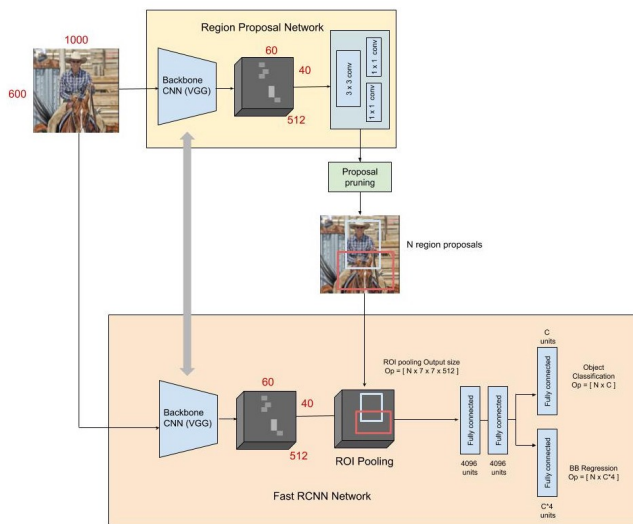 Region Proposal Network
1000
600
Backbone
CNN (VGG)
60
40
512
3 x 3 conv
1 x 1 conv
1 x 1 conv
Proposal
pruning
N region proposals
ROI pooling Output size
Op = [ N x 7 x 7 x 512 ]
Backbone
CNN (VGG)
60
40
512
ROI Pooling
Fully connected
4096
units
Fully connected
4096
units
C
units
Fully connected
Object
Classification
Op = [ N x C ]
Fully connected
C*4
units
BB Regression
Op = [ N x C*4 ]
Fast RCNN Network